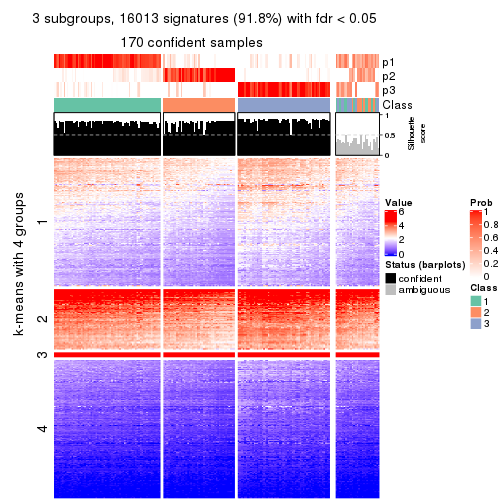 3 subgroups, 16013 signatures (91.8%) with fdr < 0.05
170 confident samples
p1
p2
p3
Class
1
0.5
0
Silhouette
score
k-means with 4 groups
1
2
3
4
Value
6
4
2
0
Status (barplots)
confident
ambiguous
Prob
1
0.8
0.6
0.4
0.2
0
Class
1
2
3